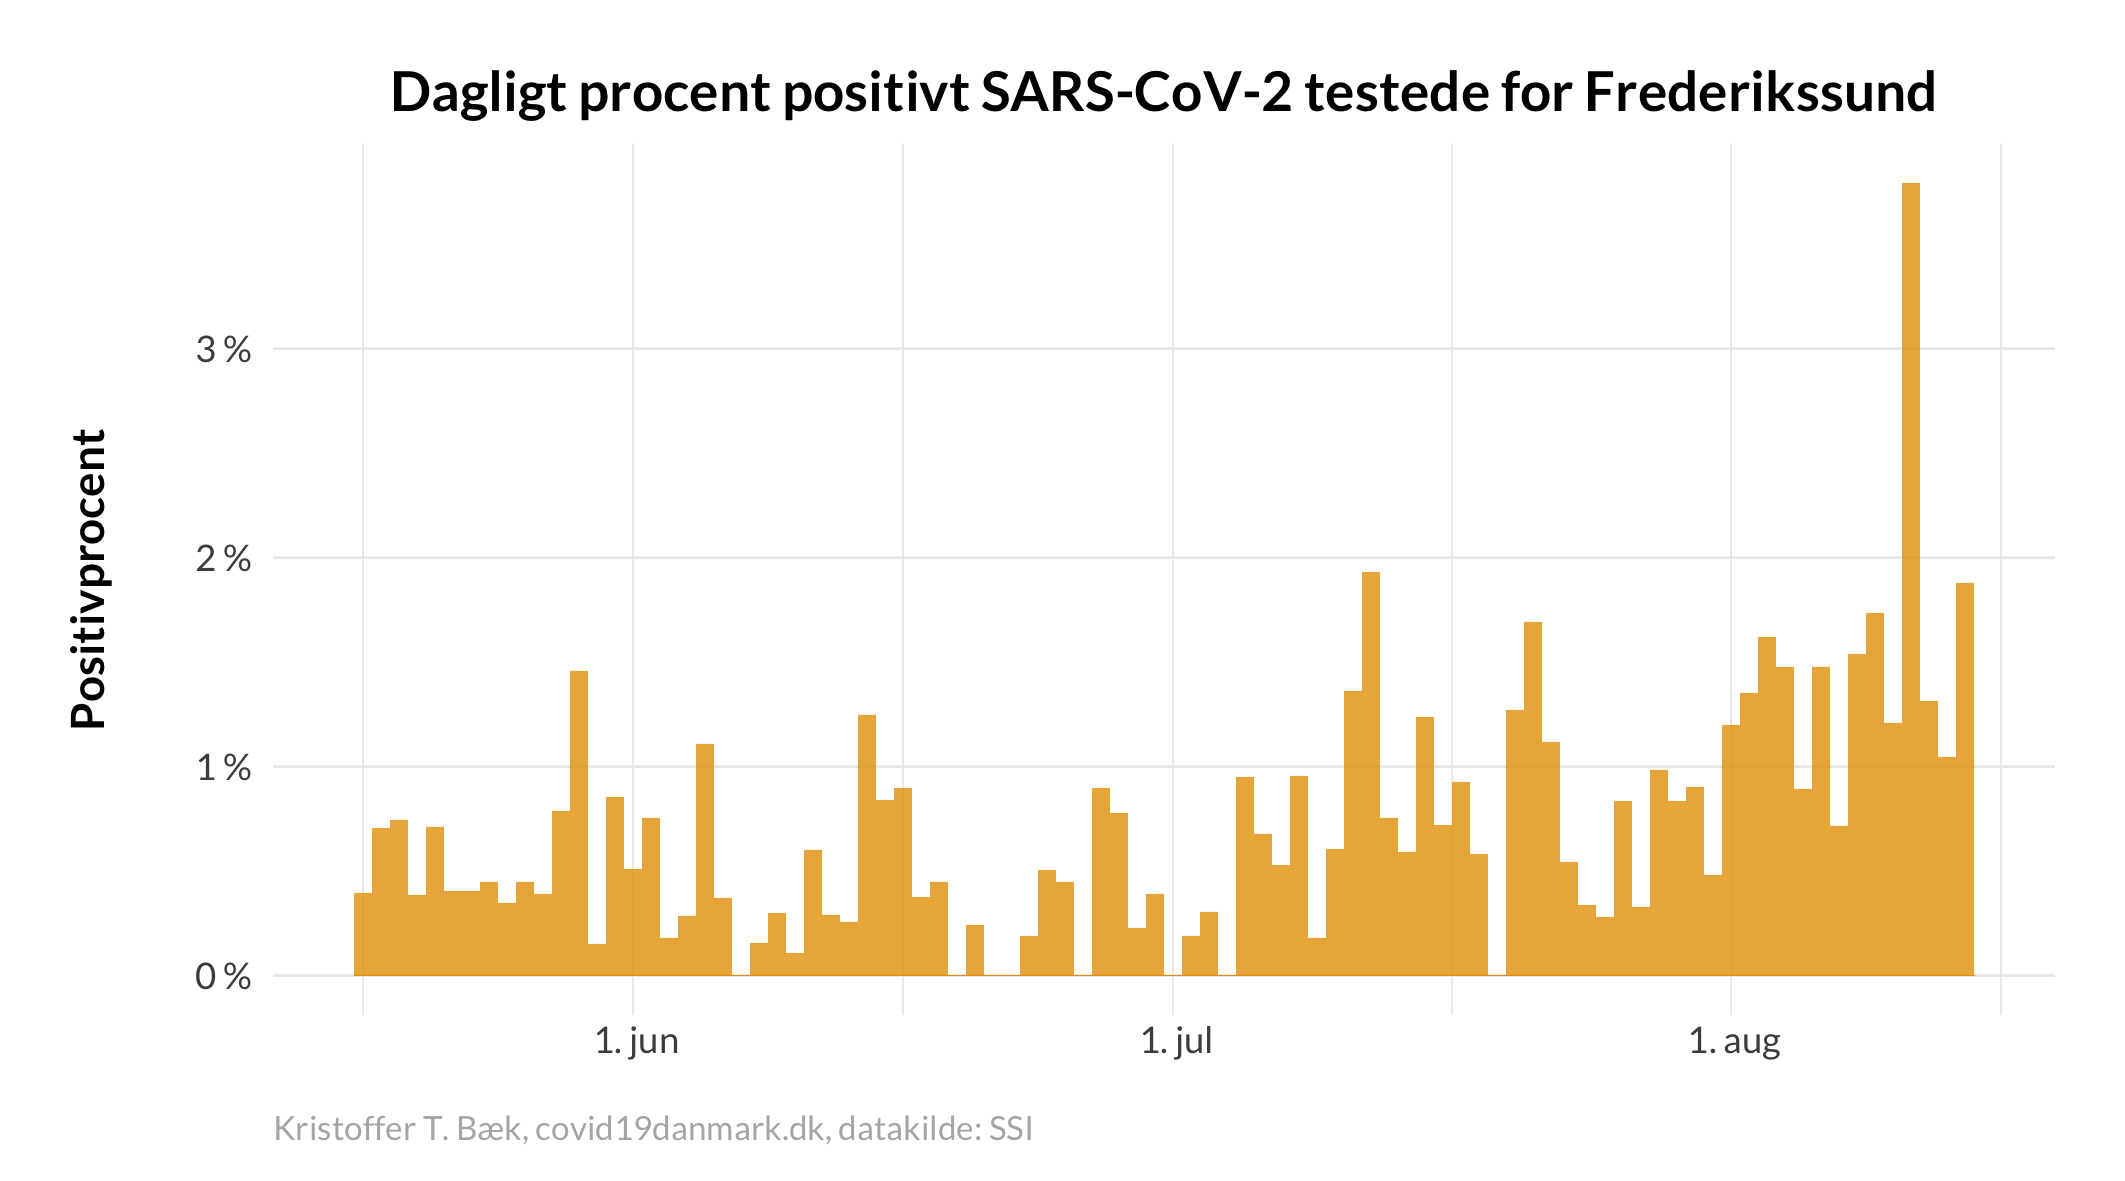 Dagligt procent positivt SARS-CoV-2 testede for Frederikssund
Positivprocent
3 %
2 %
1 %
0 %
1. jun
1. jul
1. aug
Kristoffer T. Bæk, covid19danmark.dk, datakilde: SSI